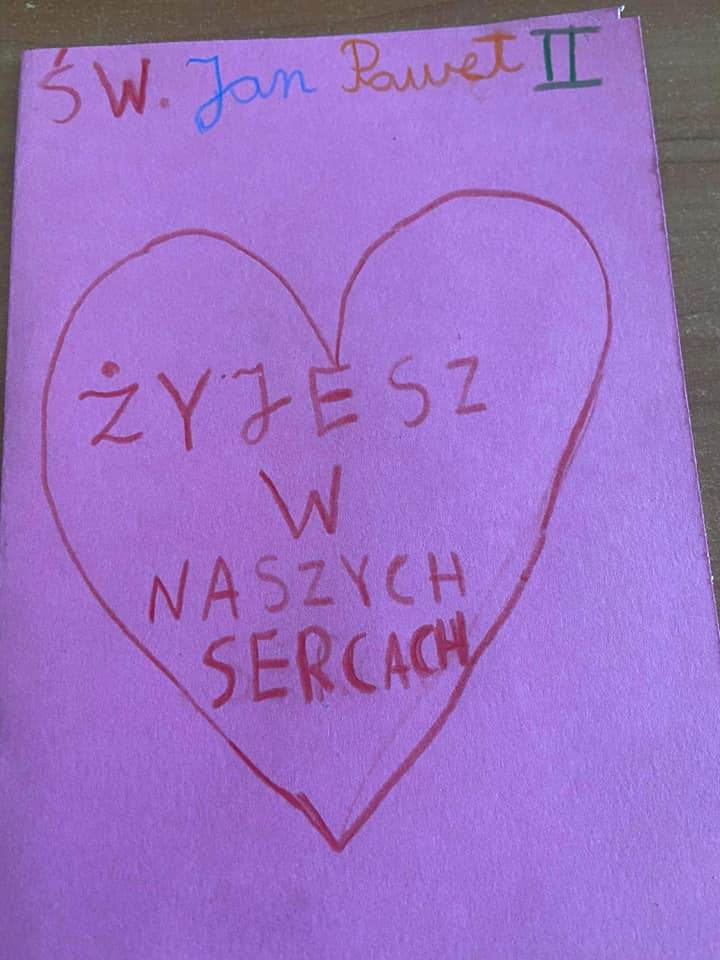 ŚW. Jan Paweł II
ŻYJESZ
W
NASZYCH
SERCACH